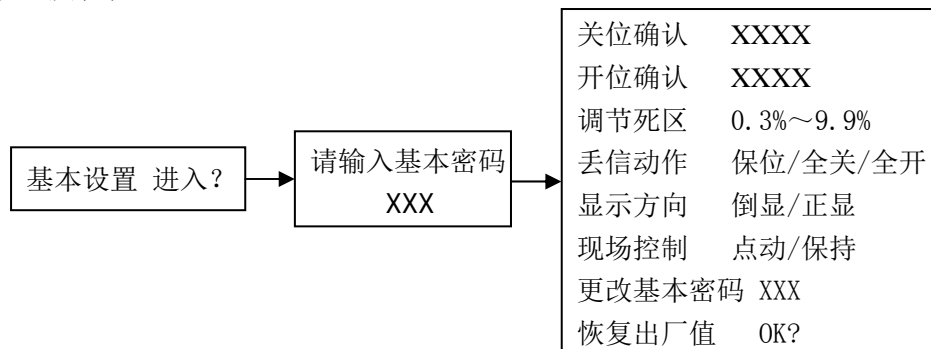 基本设置 进入？
请输入基本密码
XXX
关位确认 XXXX
开位确认 XXXX
调节死区 0.3%～9.9%
丢信动作 保位/全关/全开
显示方向 倒显/正显
现场控制 点动/保持
更改基本密码 XXX
恢复出厂值 OK?